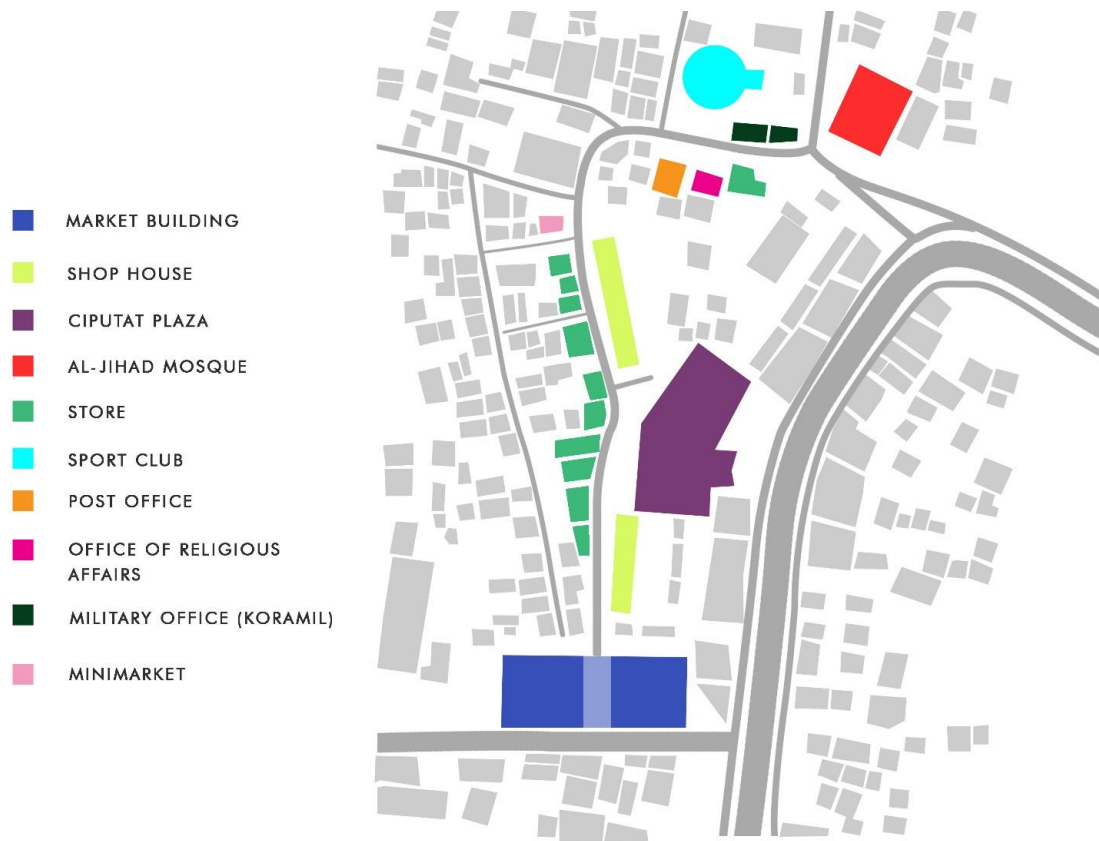 MARKET BUILDING
SHOP HOUSE
CIPUTAT PLAZA
AL-JIHAD MOSQUE
STORE
SPORT CLUB
POST OFFICE
OFFICE OF RELIGIOUS
AFFAIRS
MILITARY OFFICE (KORAMIL)
MINIMARKET